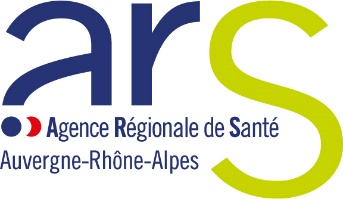 ars
Agence Régionale de Santé
Auvergne-Rhône-Alpes